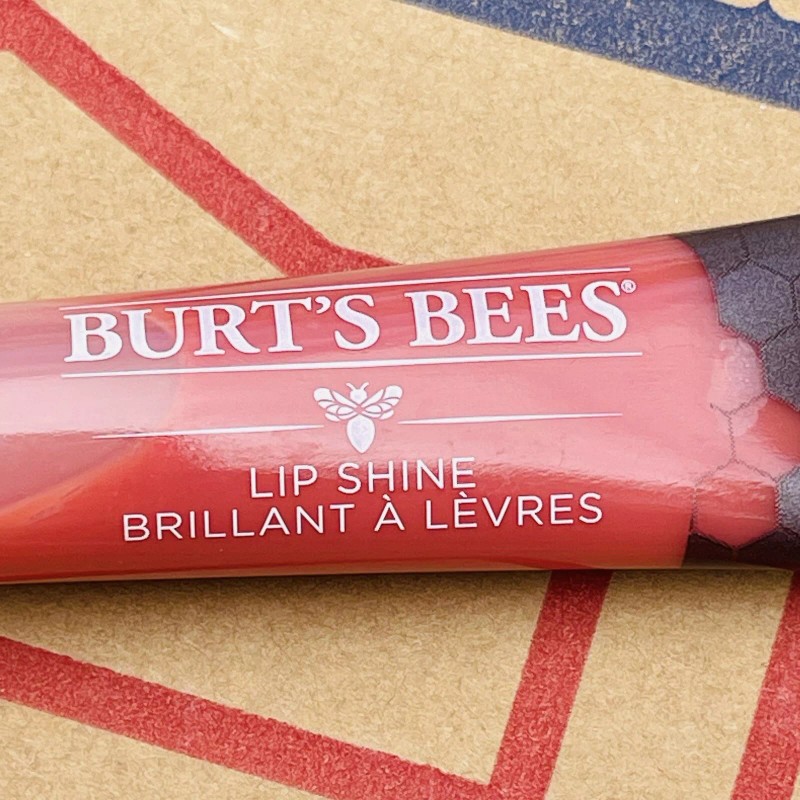 BURT'S BEES®
LIP SHINE
BRILLANT À LÈVRES